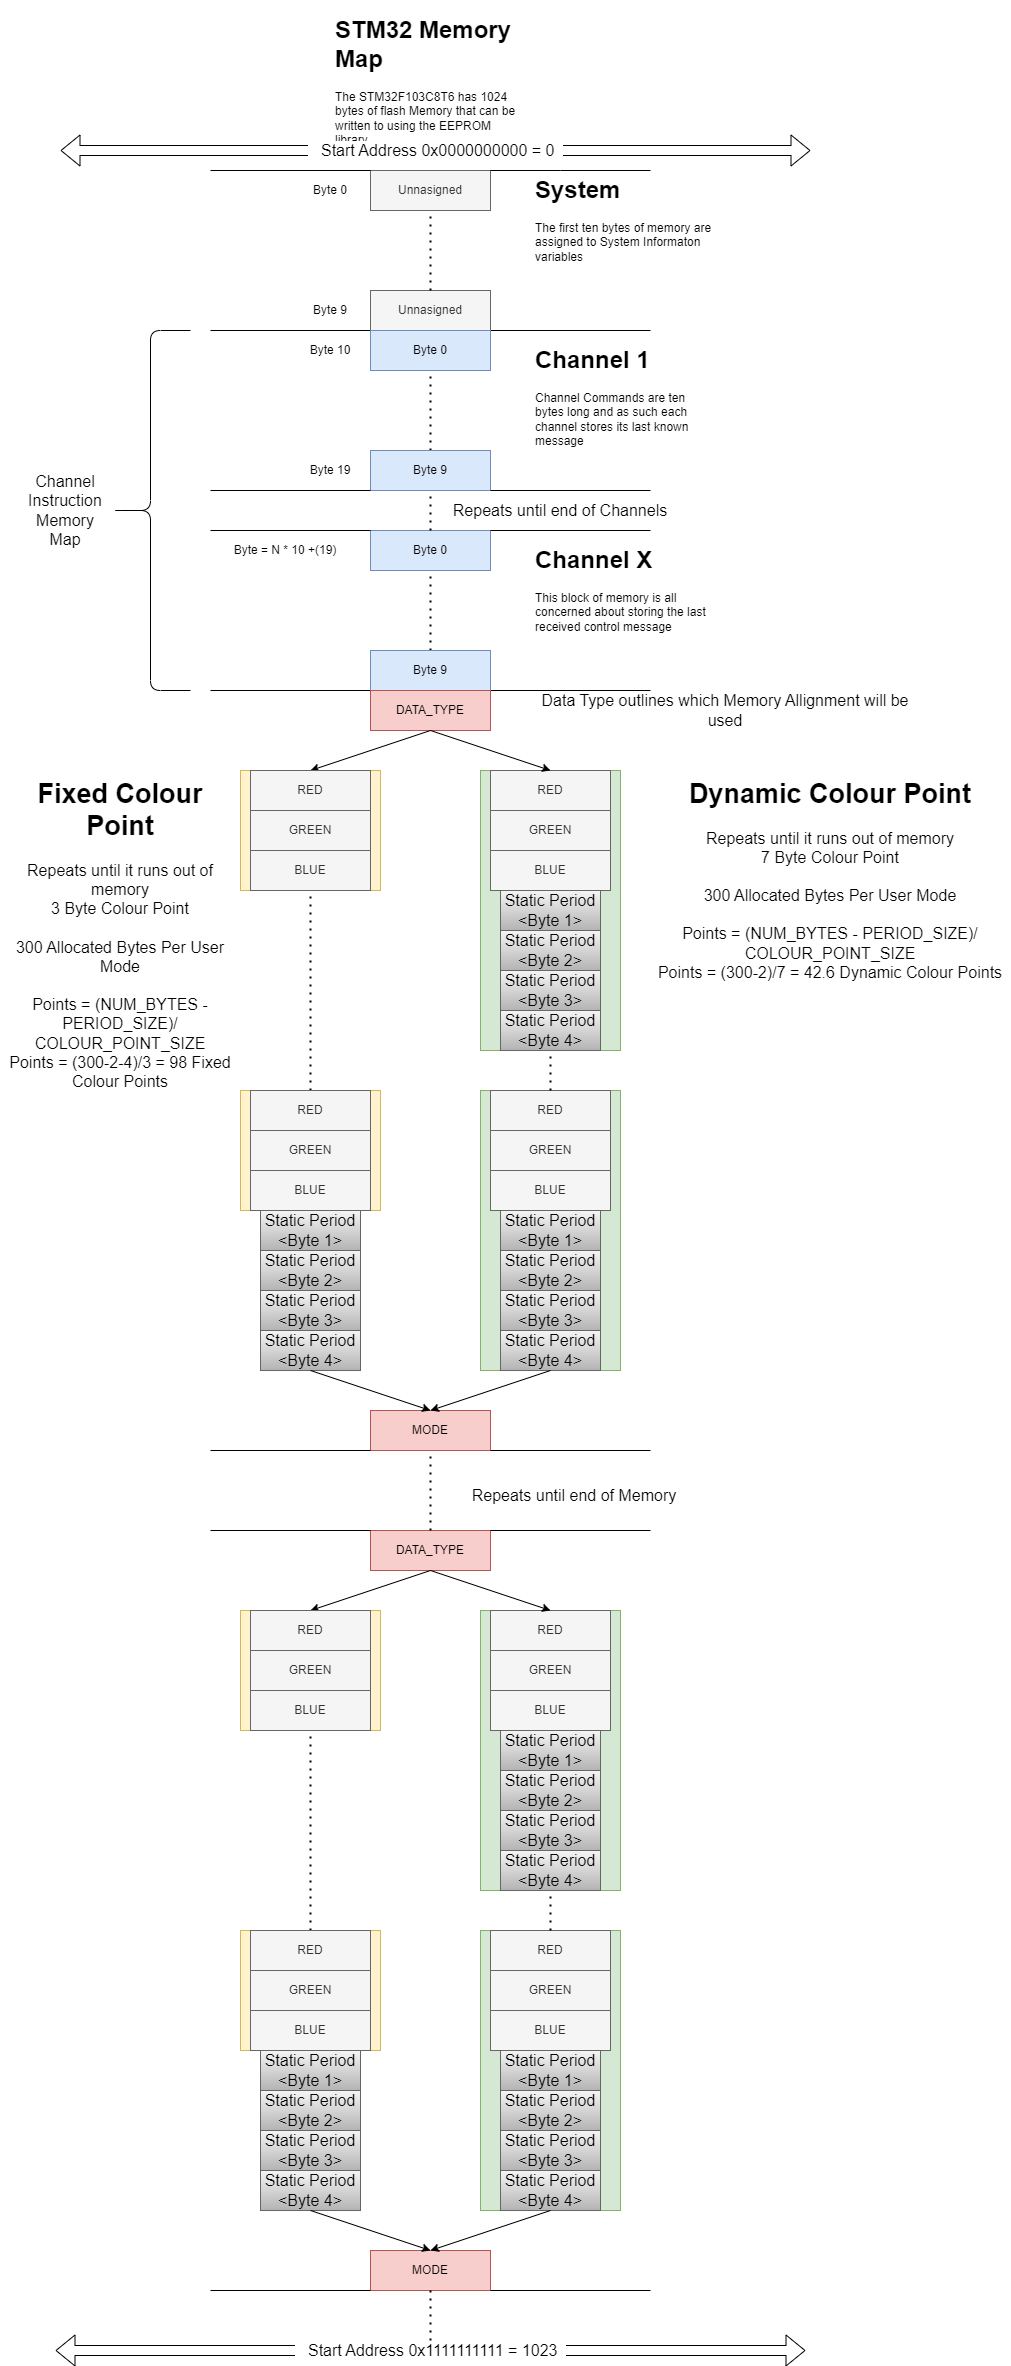 STM32 Memory
Map
The STM32F103C8T6 has 1024
bytes of flash Memory that can be
written to using the EEPROM
library
Start Address 0x0000000000 = 0
Byte 0
Unnasigned
System
The first ten bytes of memory are
assigned to System Informaton
variables
Byte 9
Unnasigned
Byte 10
Byte 0
Channel 1
Channel Commands are ten
bytes long and as such each
channel stores its last known
message
Byte 19
Byte 9
Channel
Instruction
Memory
Map
Repeats until end of Channels
Byte = N * 10 +(19)
Byte 0
Channel X
This block of memory is all
concerned about storing the last
received control message
Byte 9
DATA_TYPE
Data Type outlines which Memory Allignment will be
used
Fixed Colour
Point
Repeats until it runs out of
memory
3 Byte Colour Point
300 Allocated Bytes Per User
Mode
Points = (NUM_BYTES -
PERIOD_SIZE)/
COLOUR_POINT_SIZE
Points = (300-2-4)/3 = 98 Fixed
Colour Points
RED
GREEN
BLUE
RED
GREEN
BLUE
Static Period
<Byte 1>
Static Period
<Byte 2>
Static Period
<Byte 3>
Static Period
<Byte 4>
Dynamic Colour Point
Repeats until it runs out of memory
7 Byte Colour Point
300 Allocated Bytes Per User Mode
Points = (NUM_BYTES - PERIOD_SIZE)/
COLOUR_POINT_SIZE
Points = (300-2)/7 = 42.6 Dynamic Colour Points
RED
GREEN
BLUE
Static Period
<Byte 1>
Static Period
<Byte 2>
Static Period
<Byte 3>
Static Period
<Byte 4>
RED
GREEN
BLUE
Static Period
<Byte 1>
Static Period
<Byte 2>
Static Period
<Byte 3>
Static Period
<Byte 4>
MODE
Repeats until end of Memory
DATA_TYPE
RED
GREEN
BLUE
RED
GREEN
BLUE
Static Period
<Byte 1>
Static Period
<Byte 2>
Static Period
<Byte 3>
Static Period
<Byte 4>
RED
GREEN
BLUE
Static Period
<Byte 1>
Static Period
<Byte 2>
Static Period
<Byte 3>
Static Period
<Byte 4>
RED
GREEN
BLUE
Static Period
<Byte 1>
Static Period
<Byte 2>
Static Period
<Byte 3>
Static Period
<Byte 4>
MODE
Start Address 0x1111111111 = 1023